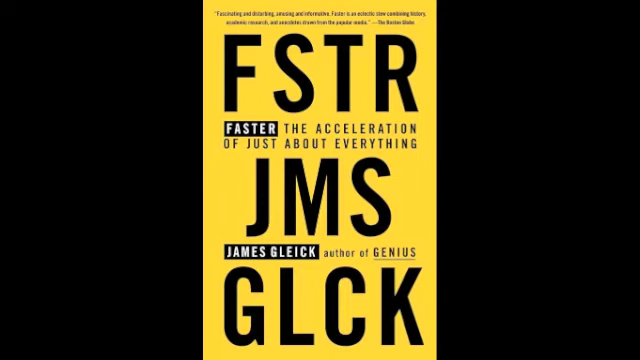 "Fascinating and disturbing, amusing and informative, Faster is an eclectic stew combining history,
academic research, and anecdotes drawn from the popular media." —The Boston Globe
FSTR
FASTER THE ACCELERATION
OF JUST ABOUT EVERYTHING
JMS
JAMES GLEICK author of GENIUS
GLCK